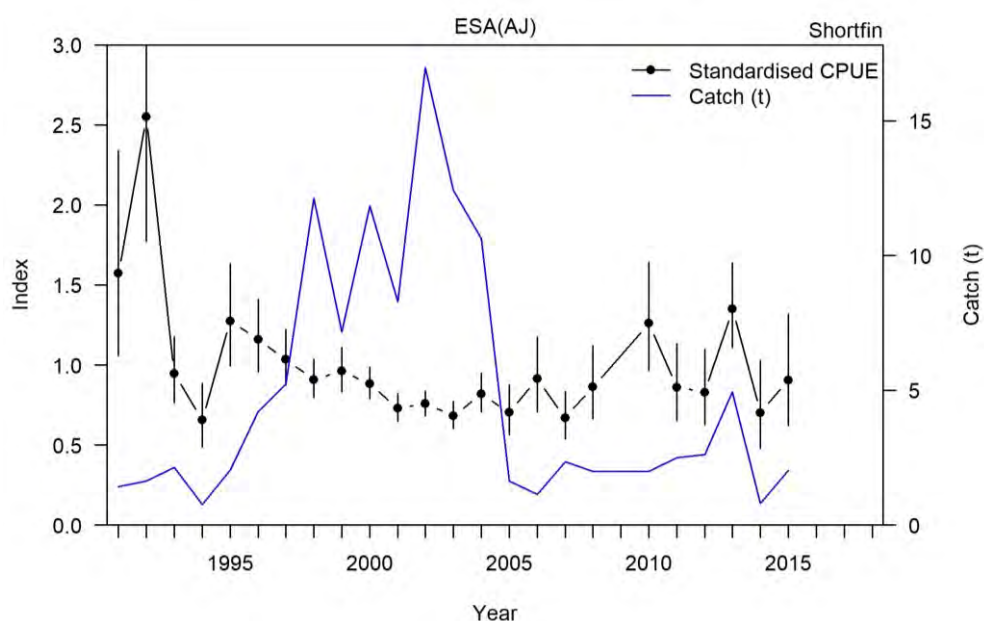 ESA(AJ)
Shortfin
Standardised CPUE
Catch (t)
3.0
2.5
2.0
1.5
1.0
0.5
0.0
Index
15
10
5
0
Catch (t)
1995
2000
2005
2010
2015
Year